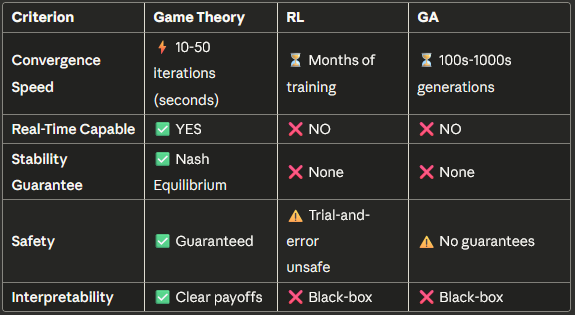 Criterion Game Theory RL GA
Convergence Speed ⚡ 10-50 iterations (seconds) ⏳ Months of training ⏳ 100s-1000s generations
Real-Time Capable ✅ YES ❌ NO ❌ NO
Stability Guarantee ✅ Nash Equilibrium ❌ None ❌ None
Safety ✅ Guaranteed ⚠️ Trial-and-error unsafe ⚠️ No guarantees
Interpretability ✅ Clear payoffs ❌ Black-box ❌ Black-box